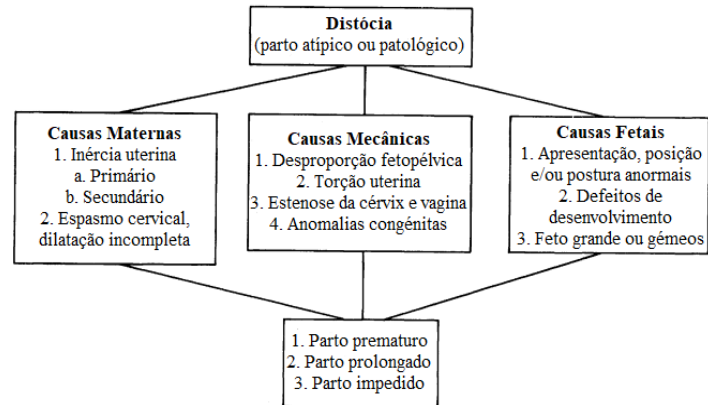 Distócia
(parto atípico ou patológico)
Causas Maternas
1. Inércia uterina
a. Primário
b. Secundário
2. Espasmo cervical,
dilatação incompleta
Causas Mecânicas
1. Desproporção fetopélvica
2. Torção uterina
3. Estenose da cérvix e vagina
4. Anomalias congénitas
Causas Fetais
1. Apresentação, posição
e/ou postura anormais
2. Defeitos de
desenvolvimento
3. Feto grande ou gémeos
1. Parto prematuro
2. Parto prolongado
3. Parto impedido